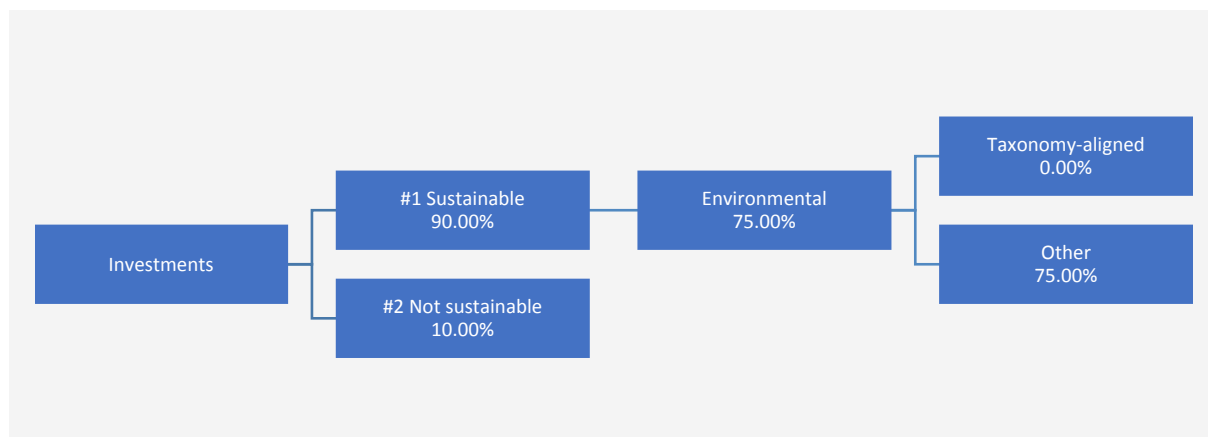 Investments
#1 Sustainable
90.00%
#2 Not sustainable
10.00%
Environmental
75.00%
Taxonomy-aligned
0.00%
Other
75.00%